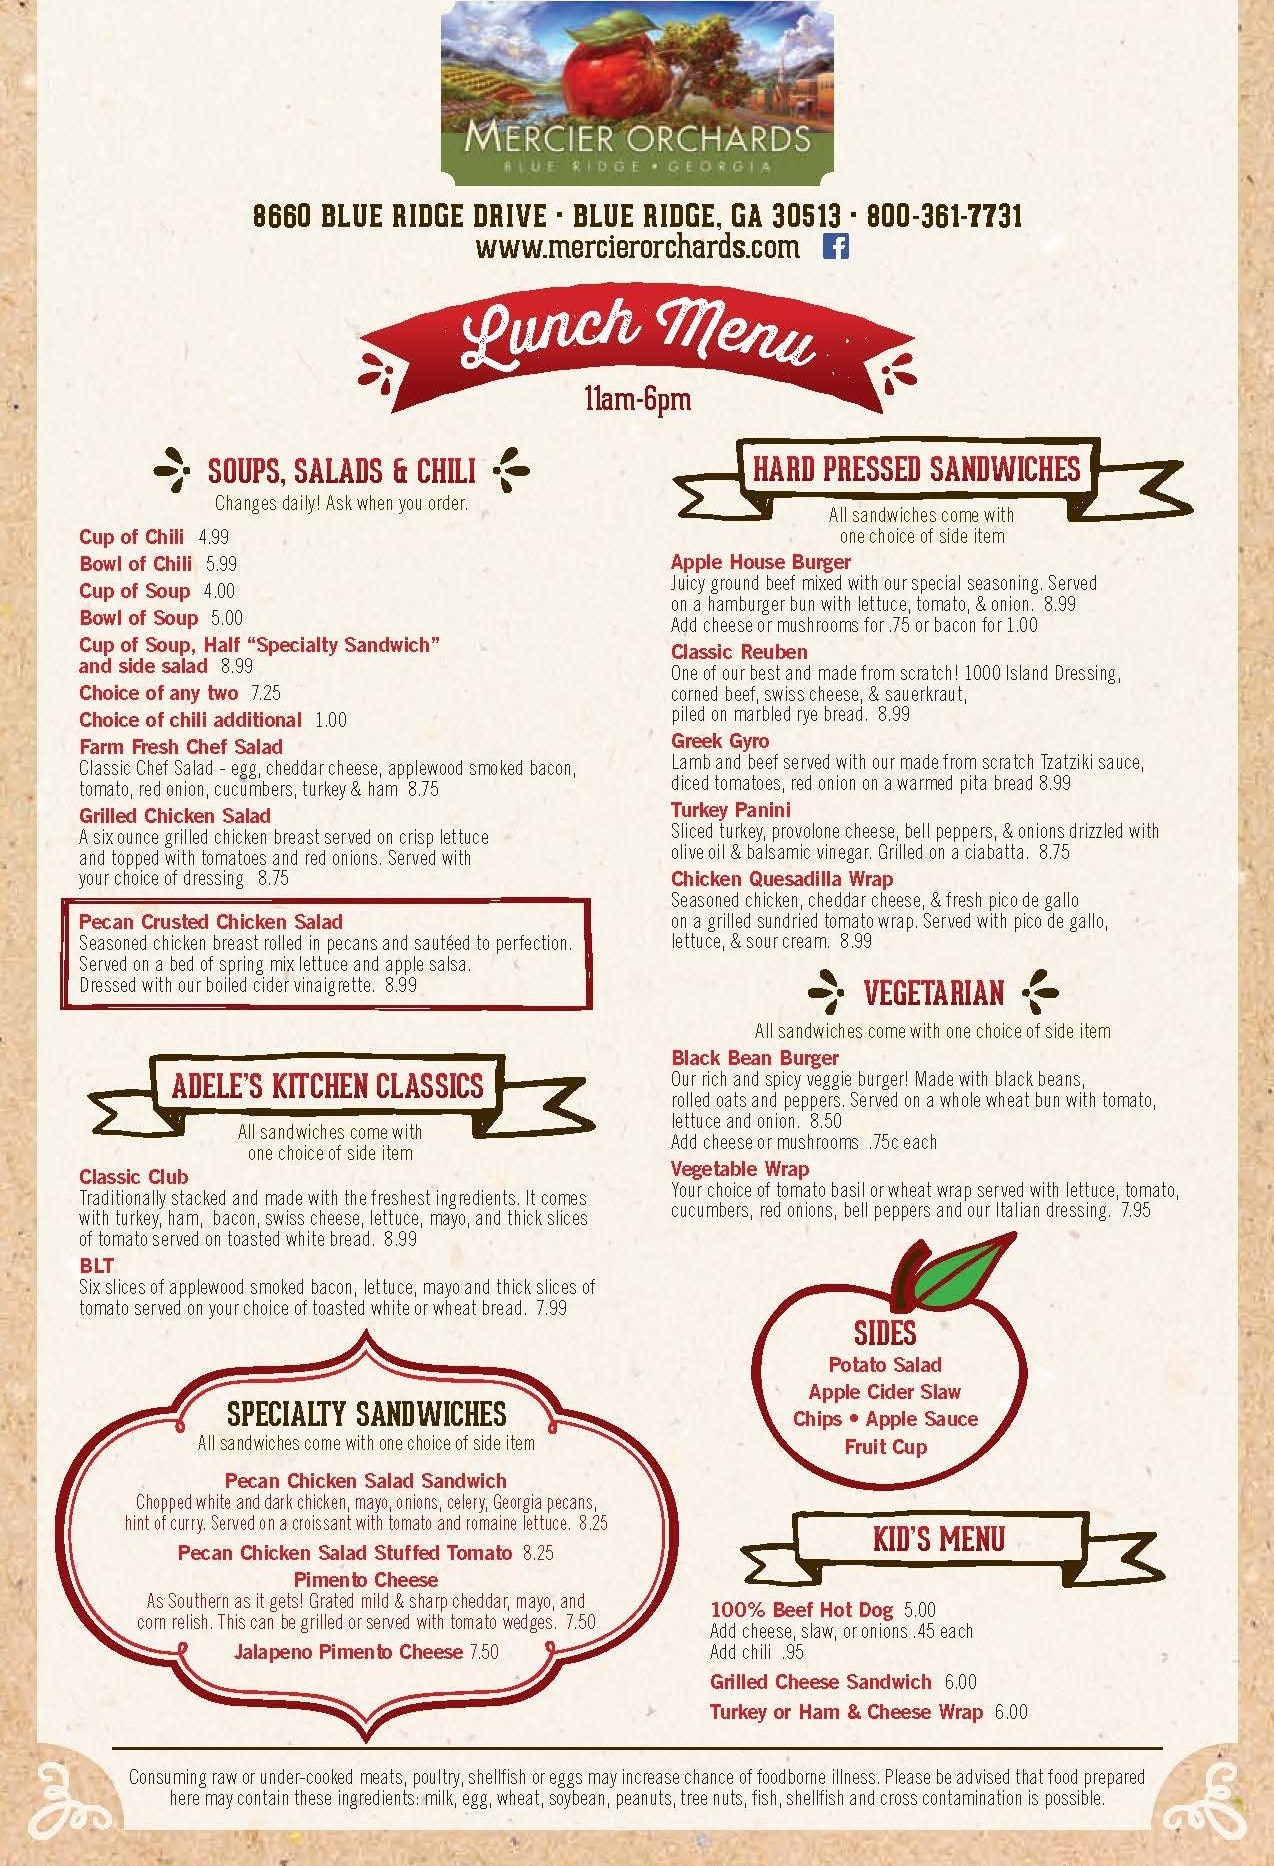 MERCIER ORCHARDS
BLUE RIDGE • GEORGIA
8660 BLUE RIDGE DRIVE • BLUE RIDGE, GA 30513 • 800-361-7731
www.mercierorchards.com f
Lunch Menu
11am-6pm
SOUPS, SALADS & CHILI
Changes daily! Ask when you order.
Cup of Chili 4.99
Bowl of Chili 5.99
Cup of Soup 4.00
Bowl of Soup 5.00
Cup of Soup, Half “Specialty Sandwich”
and side salad 8.99
Choice of any two 7.25
Choice of chili additional 1.00
Farm Fresh Chef Salad
Classic Chef Salad - egg, cheddar cheese, applewood smoked bacon,
tomato, red onion, cucumbers, turkey & ham 8.75
Grilled Chicken Salad
A six ounce grilled chicken breast served on crisp lettuce
and topped with tomatoes and red onions. Served with
your choice of dressing 8.75
Pecan Crusted Chicken Salad
Seasoned chicken breast rolled in pecans and sautéed to perfection.
Served on a bed of spring mix lettuce and apple salsa.
Dressed with our boiled cider vinaigrette. 8.99
ADELE'S KITCHEN CLASSICS
All sandwiches come with
one choice of side item
Classic Club
Traditionally stacked and made with the freshest ingredients. It comes
with turkey, ham, bacon, swiss cheese, lettuce, mayo, and thick slices
of tomato served on toasted white bread. 8.99
BLT
Six slices of applewood smoked bacon, lettuce, mayo and thick slices of
tomato served on your choice of toasted white or wheat bread. 7.99
SPECIALTY SANDWICHES
All sandwiches come with one choice of side item
Pecan Chicken Salad Sandwich
Chopped white and dark chicken, mayo, onions, celery, Georgia pecans,
hint of curry. Served on a croissant with tomato and romaine lettuce. 8.25
Pecan Chicken Salad Stuffed Tomato 8.25
Pimento Cheese
As Southern as it gets! Grated mild & sharp cheddar, mayo, and
corn relish. This can be grilled or served with tomato wedges. 7.50
Jalapeno Pimento Cheese 7.50
HARD PRESSED SANDWICHES
All sandwiches come with
one choice of side item
Apple House Burger
Juicy ground beef mixed with our special seasoning. Served
on a hamburger bun with lettuce, tomato, & onion. 8.99
Add cheese or mushrooms for .75 or bacon for 1.00
Classic Reuben
One of our best and made from scratch! 1000 Island Dressing,
corned beef, swiss cheese, & sauerkraut,
piled on marbled rye bread. 8.99
Greek Gyro
Lamb and beef served with our made from scratch Tzatziki sauce,
diced tomatoes, red onion on a warmed pita bread 8.99
Turkey Panini
Sliced turkey, provolone cheese, bell peppers, & onions drizzled with
olive oil & balsamic vinegar. Grilled on a ciabatta. 8.75
Chicken Quesadilla Wrap
Seasoned chicken, cheddar cheese, & fresh pico de gallo
on a grilled sundried tomato wrap. Served with pico de gallo,
lettuce, & sour cream. 8.99
VEGETARIAN
All sandwiches come with one choice of side item
Black Bean Burger
Our rich and spicy veggie burger! Made with black beans,
rolled oats and peppers. Served on a whole wheat bun with tomato,
lettuce and onion. 8.50
Add cheese or mushrooms .75c each
Vegetable Wrap
Your choice of tomato basil or wheat wrap served with lettuce, tomato,
cucumbers, red onions, bell peppers and our Italian dressing. 7.95
SIDES
Potato Salad
Apple Cider Slaw
Chips • Apple Sauce
Fruit Cup
KID'S MENU
100% Beef Hot Dog 5.00
Add cheese, slaw, or onions .45 each
Add chili .95
Grilled Cheese Sandwich 6.00
Turkey or Ham & Cheese Wrap 6.00
Consuming raw or under-cooked meats, poultry, shellfish or eggs may increase chance of foodborne illness. Please be advised that food prepared
here may contain these ingredients: milk, egg, wheat, soybean, peanuts, tree nuts, fish, shellfish and cross contamination is possible.